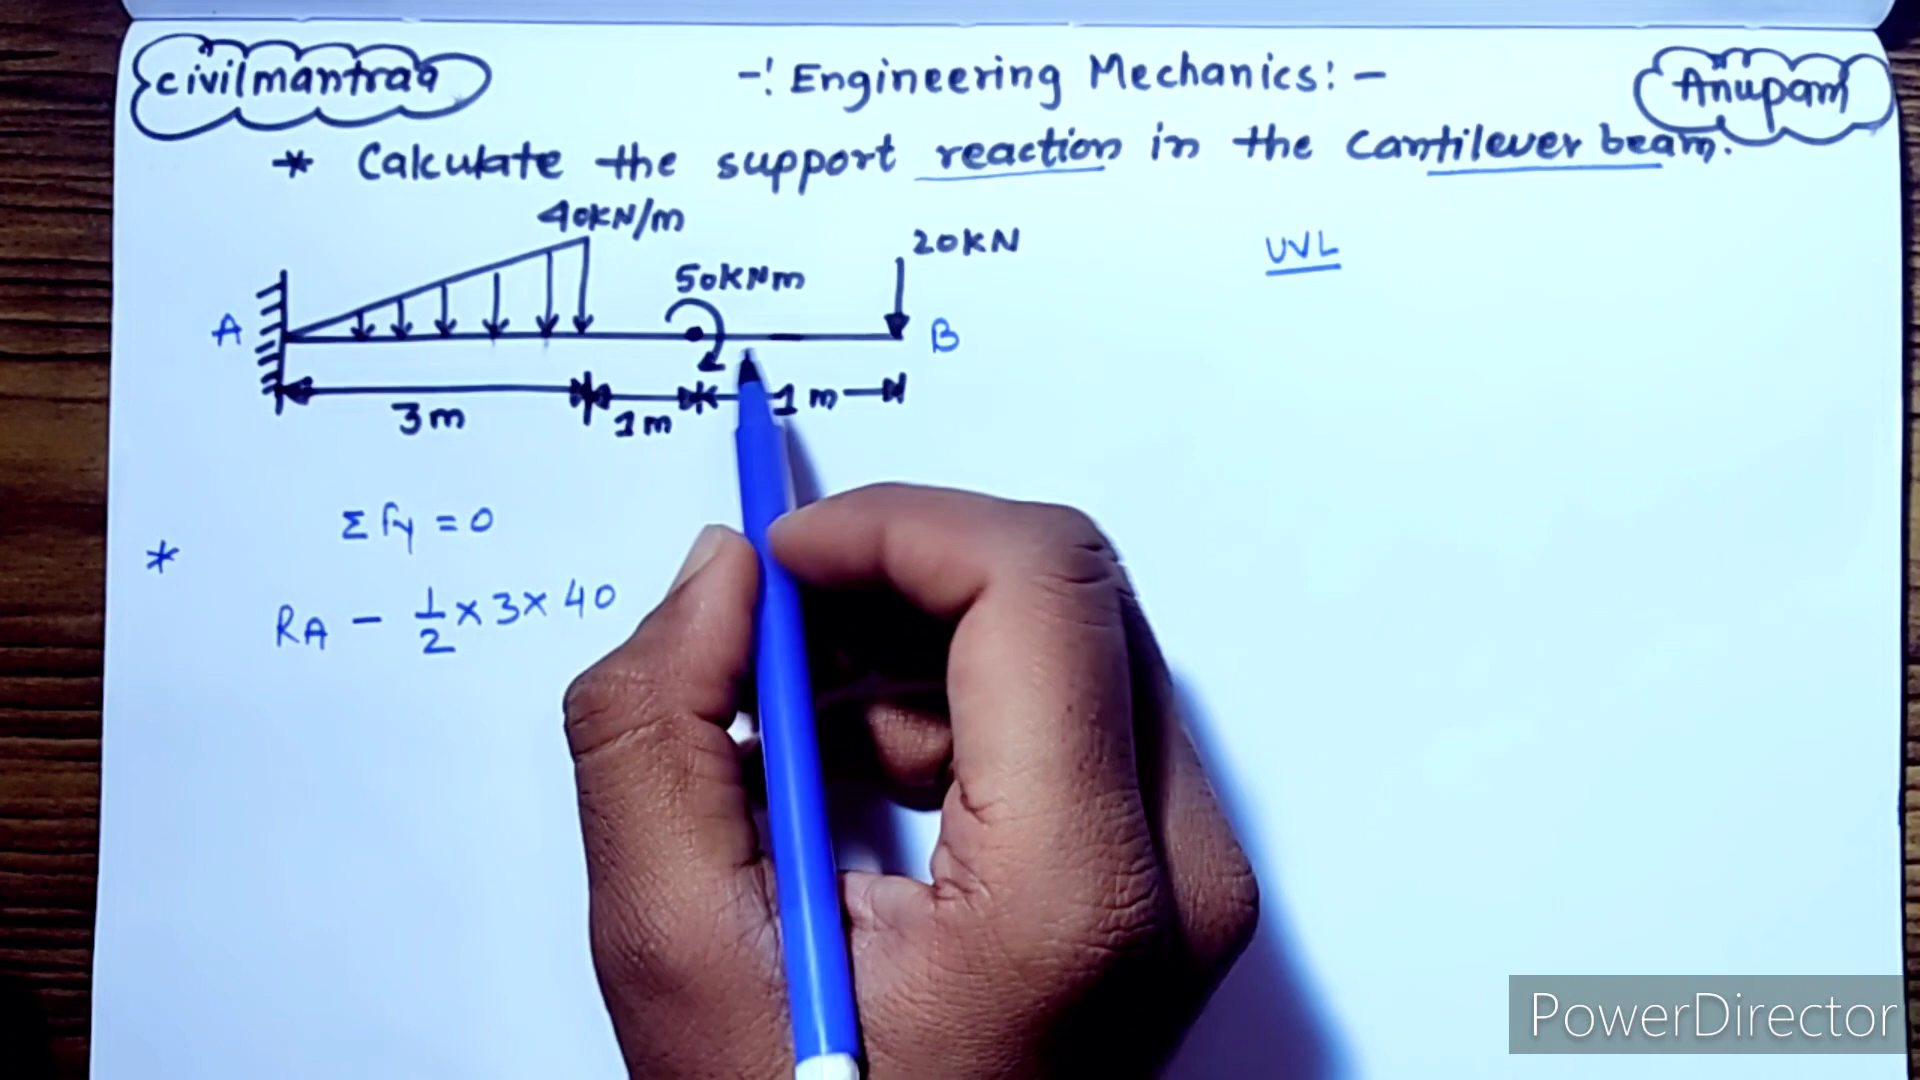 civilmantraa
-: Engineering Mechanics: -
Anupam
* Calculate the support reaction in the cantilever beam.
40kN/m
20kN
UVL
50kNm
A
B
3m
1m
1m
ΣFy = 0
*
RA - 1/2 × 3 × 40
PowerDirector